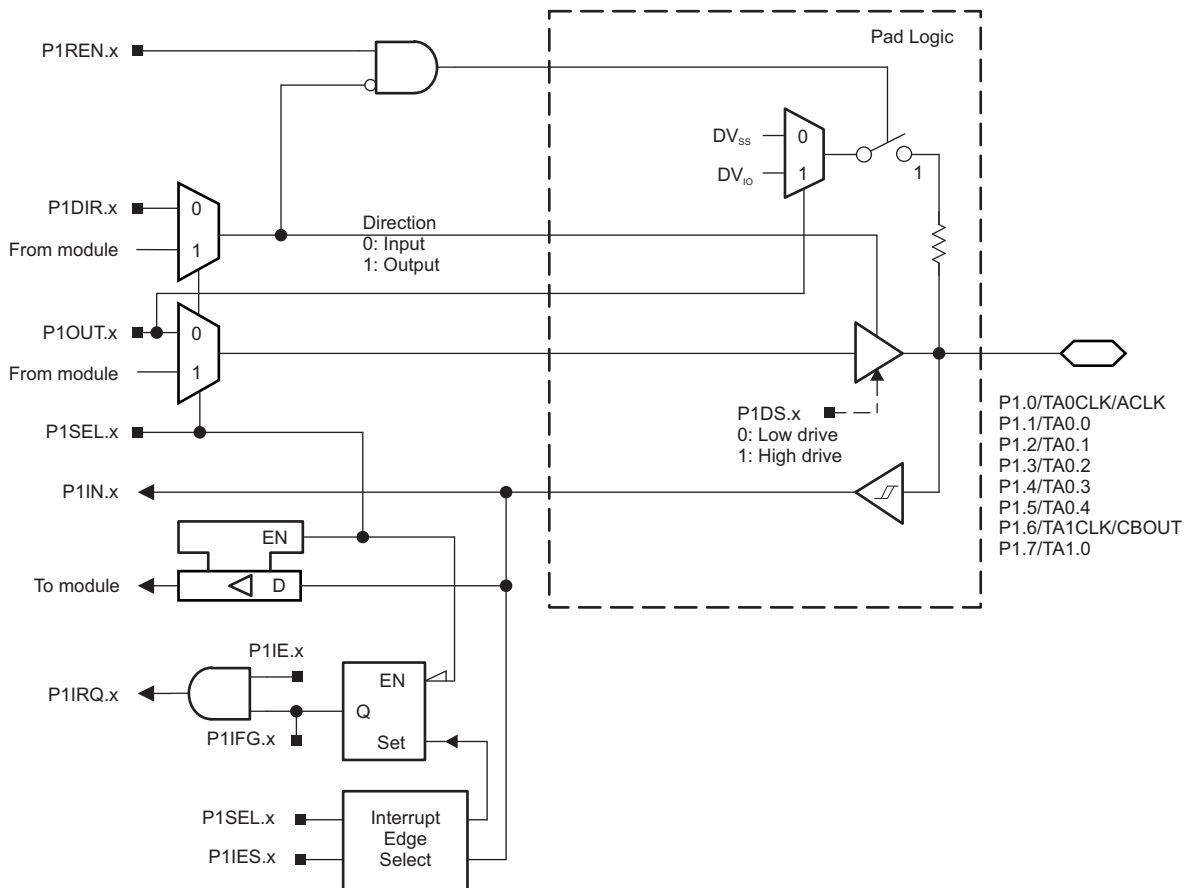 Pad Logic
P1REN.x
DVSS
0
DVIO
1
1
P1DIR.x
0
From module
1
Direction
0: Input
1: Output
P1OUT.x
0
From module
1
P1DS.x
0: Low drive
1: High drive
P1SEL.x
P1.0/TA0CLK/ACLK
P1.1/TA0.0
P1.2/TA0.1
P1.3/TA0.2
P1.4/TA0.3
P1.5/TA0.4
P1.6/TA1CLK/CBOUT
P1.7/TA1.0
P1IN.x
EN
To module
D
P1IE.x
P1IRQ.x
EN
Q
P1IFG.x
Set
P1SEL.x
P1IES.x
Interrupt
Edge
Select